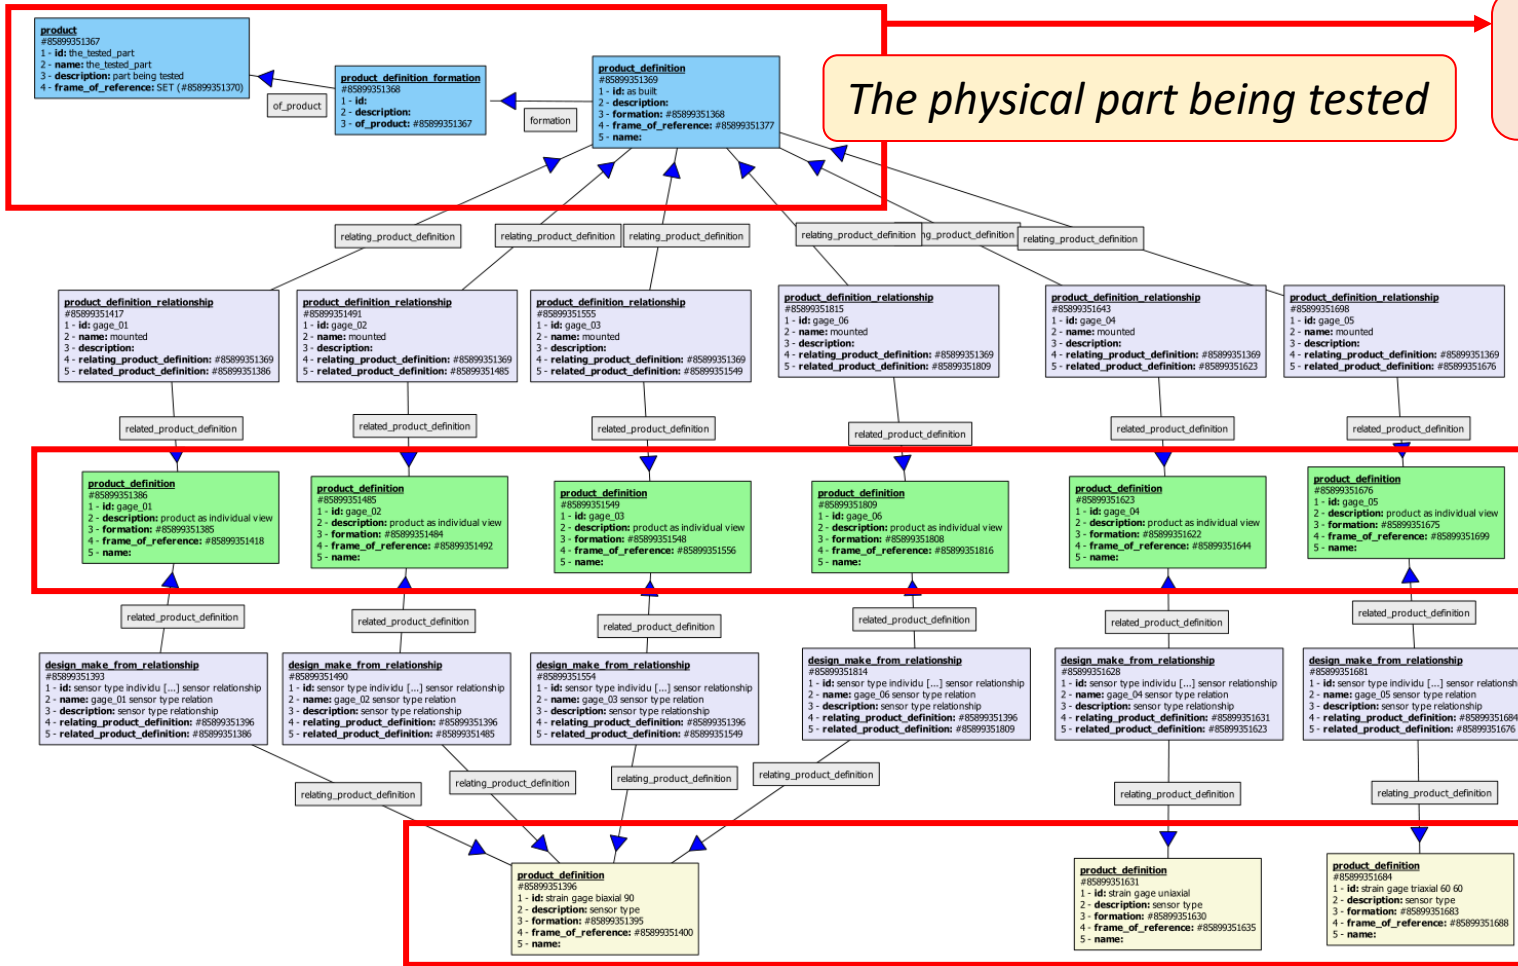 product
#85899351367
1 - id: the_tested_part
2 - name: the_tested_part
3 - description: part being tested
4 - frame_of_reference: SET (#85899351370)
of_product
product_definition_formation
#85899351368
1 - id:
2 - description:
3 - of_product: #85899351367
formation
product_definition
#85899351369
1 - id: as built
2 - description:
3 - formation: #85899351368
4 - frame_of_reference: #85899351377
5 - name:
The physical part being tested
relating_product_definition
relating_product_definition
relating_product_definition
relating_product_definition
ng_product_definition
relating_product_definition
product_definition_relationship
#85899351417
1 - id: gage_01
2 - name: mounted
3 - description:
4 - relating_product_definition: #85899351369
5 - related_product_definition: #85899351386
product_definition_relationship
#85899351491
1 - id: gage_02
2 - name: mounted
3 - description:
4 - relating_product_definition: #85899351369
5 - related_product_definition: #85899351485
product_definition_relationship
#85899351555
1 - id: gage_03
2 - name: mounted
3 - description:
4 - relating_product_definition: #85899351369
5 - related_product_definition: #85899351549
product_definition_relationship
#85899351815
1 - id: gage_06
2 - name: mounted
3 - description:
4 - relating_product_definition: #85899351369
5 - related_product_definition: #85899351809
product_definition_relationship
#85899351643
1 - id: gage_04
2 - name: mounted
3 - description:
4 - relating_product_definition: #85899351369
5 - related_product_definition: #85899351623
product_definition_relationship
#85899351698
1 - id: gage_05
2 - name: mounted
3 - description:
4 - relating_product_definition: #85899351369
5 - related_product_definition: #85899351676
related_product_definition
related_product_definition
related_product_definition
related_product_definition
related_product_definition
related_product_definition
product_definition
#85899351386
1 - id: gage_01
2 - description: product as individual view
3 - formation: #85899351385
4 - frame_of_reference: #85899351418
5 - name:
product_definition
#85899351485
1 - id: gage_02
2 - description: product as individual view
3 - formation: #85899351484
4 - frame_of_reference: #85899351492
5 - name:
product_definition
#85899351549
1 - id: gage_03
2 - description: product as individual view
3 - formation: #85899351548
4 - frame_of_reference: #85899351556
5 - name:
product_definition
#85899351809
1 - id: gage_06
2 - description: product as individual view
3 - formation: #85899351808
4 - frame_of_reference: #85899351816
5 - name:
product_definition
#85899351623
1 - id: gage_04
2 - description: product as individual view
3 - formation: #85899351622
4 - frame_of_reference: #85899351644
5 - name:
product_definition
#85899351676
1 - id: gage_05
2 - description: product as individual view
3 - formation: #85899351675
4 - frame_of_reference: #85899351699
5 - name:
related_product_definition
related_product_definition
related_product_definition
related_product_definition
related_product_definition
related_product_definition
design_make_from_relationship
#85899351393
1 - id: sensor type individu [...] sensor relationship
2 - name: gage_01 sensor type relation
3 - description: sensor type relationship
4 - relating_product_definition: #85899351396
5 - related_product_definition: #85899351386
design_make_from_relationship
#85899351490
1 - id: sensor type individu [...] sensor relationship
2 - name: gage_02 sensor type relation
3 - description: sensor type relationship
4 - relating_product_definition: #85899351396
5 - related_product_definition: #85899351485
design_make_from_relationship
#85899351554
1 - id: sensor type individu [...] sensor relationship
2 - name: gage_03 sensor type relation
3 - description: sensor type relationship
4 - relating_product_definition: #85899351396
5 - related_product_definition: #85899351549
design_make_from_relationship
#85899351814
1 - id: sensor type individu [...] sensor relationship
2 - name: gage_06 sensor type relation
3 - description: sensor type relationship
4 - relating_product_definition: #85899351396
5 - related_product_definition: #85899351809
design_make_from_relationship
#85899351628
1 - id: sensor type individu [...] sensor relationship
2 - name: gage_04 sensor type relation
3 - description: sensor type relationship
4 - relating_product_definition: #85899351631
5 - related_product_definition: #85899351623
design_make_from_relationship
#85899351681
1 - id: sensor type individu [...] sensor relationsh
2 - name: gage_05 sensor type relation
3 - description: sensor type relationship
4 - relating_product_definition: #85899351684
5 - related_product_definition: #85899351676
relating_product_definition
relating_product_definition
relating_product_definition
relating_product_definition
relating_product_definition
relating_product_definition
product_definition
#85899351396
1 - id: strain gage biaxial 90
2 - description: sensor type
3 - formation: #85899351395
4 - frame_of_reference: #85899351400
5 - name:
product_definition
#85899351631
1 - id: strain gage uniaxial
2 - description: sensor type
3 - formation: #85899351630
4 - frame_of_reference: #85899351635
5 - name:
product_definition
#85899351684
1 - id: strain gage triaxial 60 60
2 - description: sensor type
3 - formation: #85899351683
4 - frame_of_reference: #85899351688
5 - name: